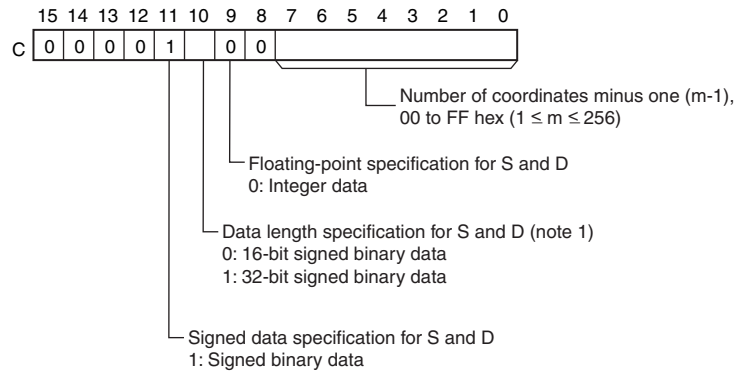 15 14 13 12 11 10 9 8 7 6 5 4 3 2 1 0
C 0 0 0 0 1 0 0
Number of coordinates minus one (m-1),
00 to FF hex (1 ≤ m ≤ 256)
Floating-point specification for S and D
0: Integer data
Data length specification for S and D (note 1)
0: 16-bit signed binary data
1: 32-bit signed binary data
Signed data specification for S and D
1: Signed binary data